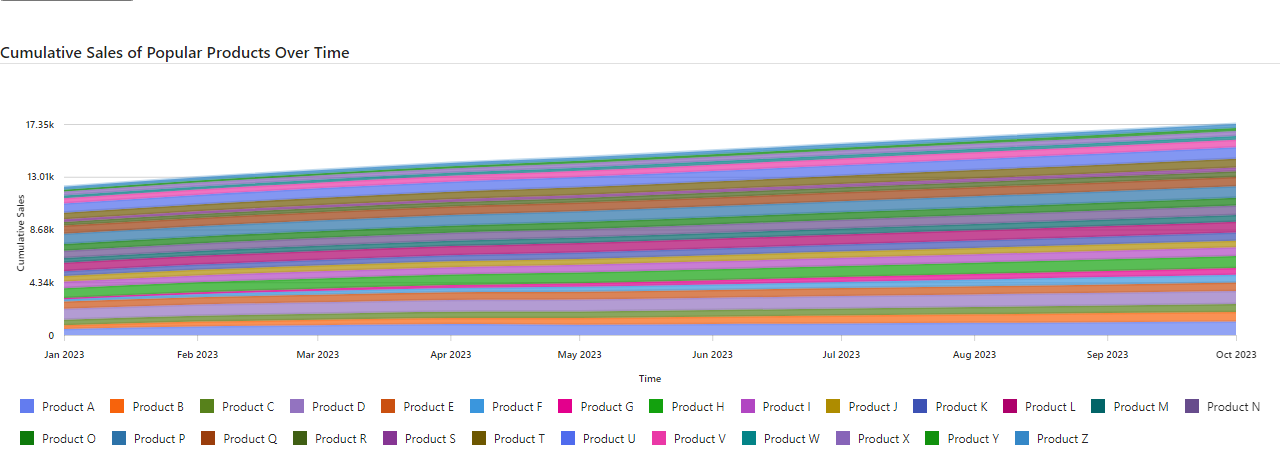 Cumulative Sales of Popular Products Over Time
17.35k
13.01k
8.68k
4.34k
0
Cumulative Sales
Jan 2023 Feb 2023 Mar 2023 Apr 2023 May 2023 Jun 2023 Jul 2023 Aug 2023 Sep 2023 Oct 2023
Time
Product A Product B Product C Product D Product E Product F Product G Product H Product I Product J Product K Product L Product M Product N
Product O Product P Product Q Product R Product S Product T Product U Product V Product W Product X Product Y Product Z